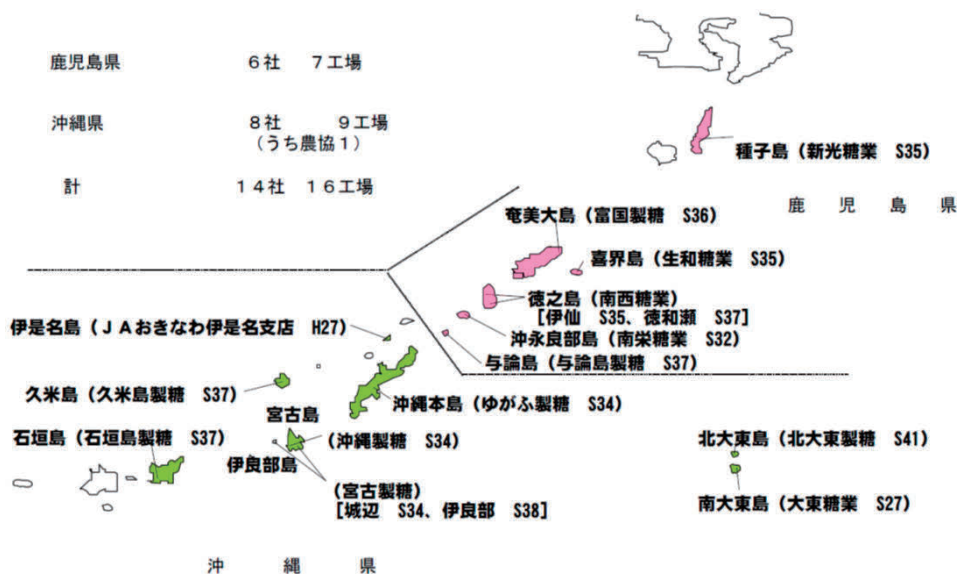 鹿児島県 6社 7工場
沖縄県 8社 9工場
(うち農協1)
計 14社 16工場
種子島（新光糖業 S35）
鹿児島県
奄美大島（富国製糖 S36）
喜界島（生和糖業 S35）
徳之島（南西糖業）
［伊仙 S35、徳和瀬 S37］
沖永良部島（南栄糖業 S32）
与論島（与論島製糖 S37）
伊是名島（ＪＡおきなわ伊是名支店 H27）
久米島（久米島製糖 S37）
沖縄本島（ゆがふ製糖 S34）
宮古島
石垣島（石垣島製糖 S37）
（沖縄製糖 S34）
伊良部島
（宮古製糖）
［城辺 S34、伊良部 S38］
北大東島（北大東製糖 S41）
南大東島（大東糖業 S27）
沖縄県